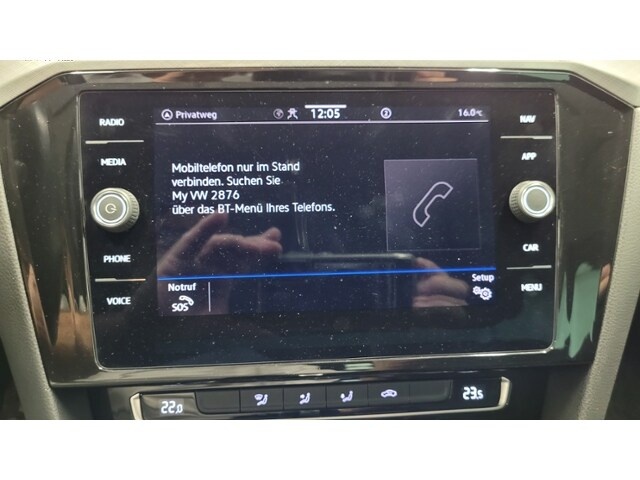 RADIO
MEDIA
PHONE
VOICE
Privatweg
12:05
2
16.0°C
Mobiltelefon nur im Stand
verbinden. Suchen Sie
My VW 2876
über das BT-Menü Ihres Telefons.
Notruf
SOS
Setup
NAV
APP
CAR
MENU
22.0
23.5